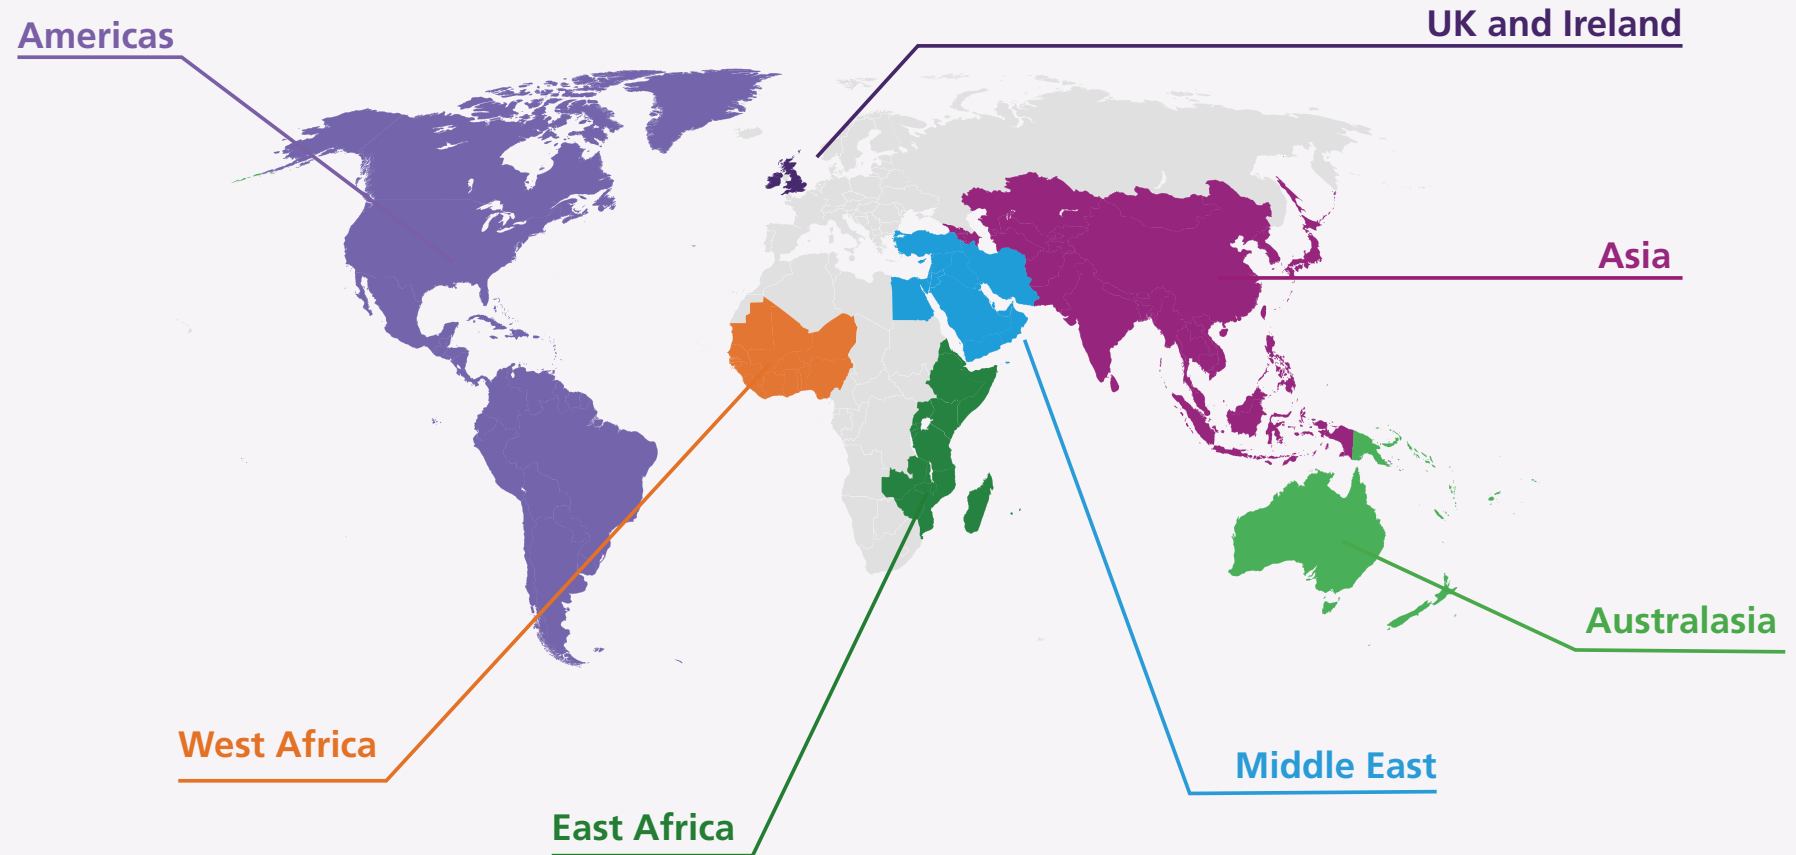 Americas
UK and Ireland
Asia
Australasia
West Africa
Middle East
East Africa